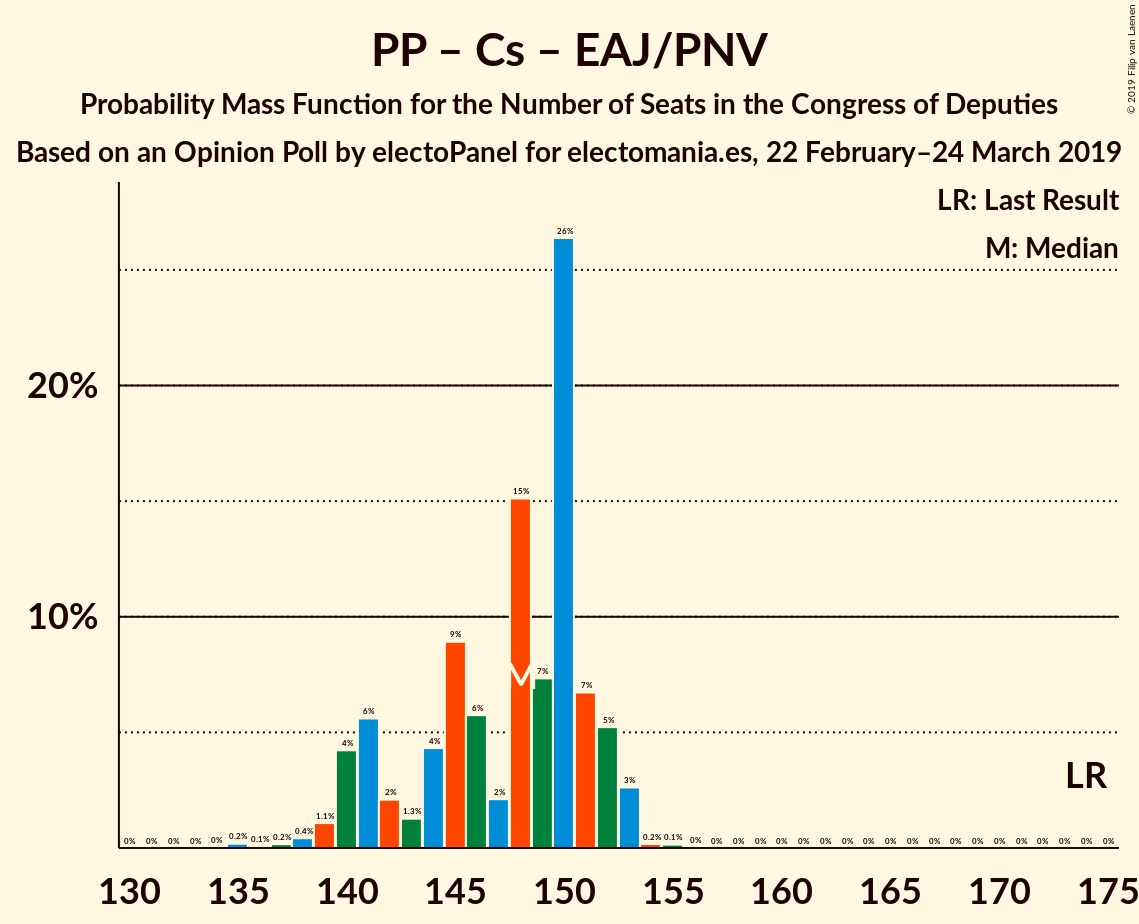 PP – Cs – EAJ/PNV
Probability Mass Function for the Number of Seats in the Congress of Deputies
Based on an Opinion Poll by electoPanel for electomania.es, 22 February–24 March 2019
© 2019 Filip van Laenen
LR: Last Result
M: Median
20%
10%
0% 0% 0% 0% 0% 0.2% 0.1% 0.2% 0.4% 1.1% 4% 6% 2% 1.3% 4% 9% 6% 2% 15% 7% 26% 7% 5% 3% 0.2% 0.1% 0% 0% 0% 0% 0% 0% 0% 0% 0% 0% 0% 0% 0% 0% 0% 0% 0% 0% 0% 0%
M
LR
130 135 140 145 150 155 160 165 170 175